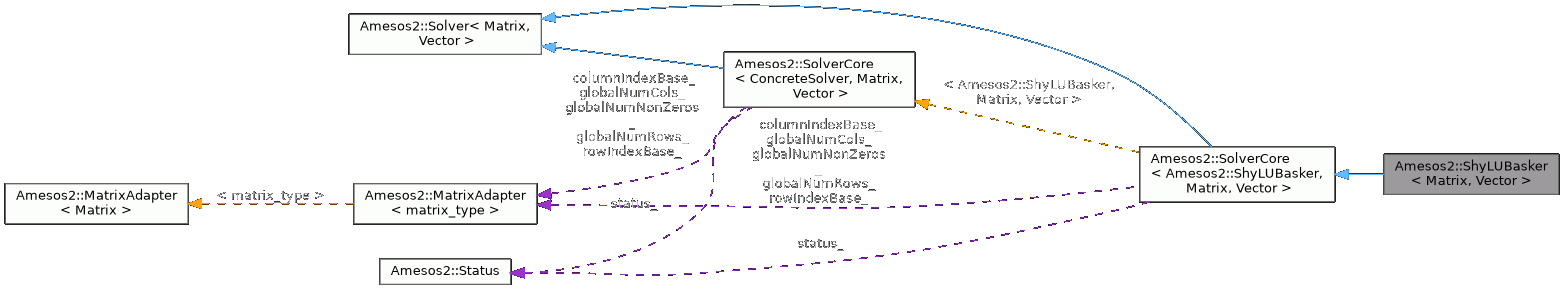 Amesos2::Solver< Matrix,
Vector >
Amesos2::SolverCore
< ConcreteSolver, Matrix,
Vector >
columnIndexBase_
globalNumCols_
globalNumNonZeros
_
globalNumRows_
rowIndexBase_
< Amesos2::ShyLUBasker,
Matrix, Vector >
columnIndexBase_
globalNumCols_
globalNumNonZeros
_
globalNumRows_
rowIndexBase_
Amesos2::SolverCore
< Amesos2::ShyLUBasker,
Matrix, Vector >
Amesos2::ShyLUBasker
< Matrix, Vector >
Amesos2::MatrixAdapter
< Matrix >
< matrix_type >
Amesos2::MatrixAdapter
< matrix_type >
status_
status_
Amesos2::Status